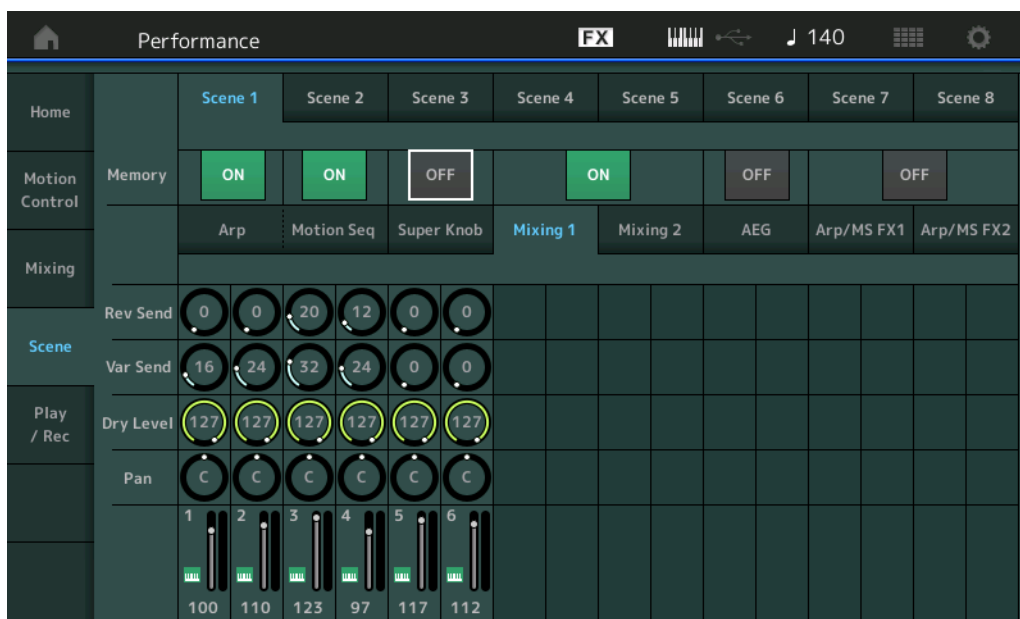 Performance FX 140
Scene 1 Scene 2 Scene 3 Scene 4 Scene 5 Scene 6 Scene 7 Scene 8
Home
Memory ON ON OFF ON OFF OFF
Motion
Control
Arp Motion Seq Super Knob Mixing 1 Mixing 2 AEG Arp/MS FX1 Arp/MS FX2
Mixing
Rev Send 0 0 20 12 0 0
Scene
Var Send 16 24 32 24 0 0
Play
/ Rec
Dry Level 127 127 127 127 127 127
Pan C C C C C C
1 2 3 4 5 6
100 110 123 97 117 112